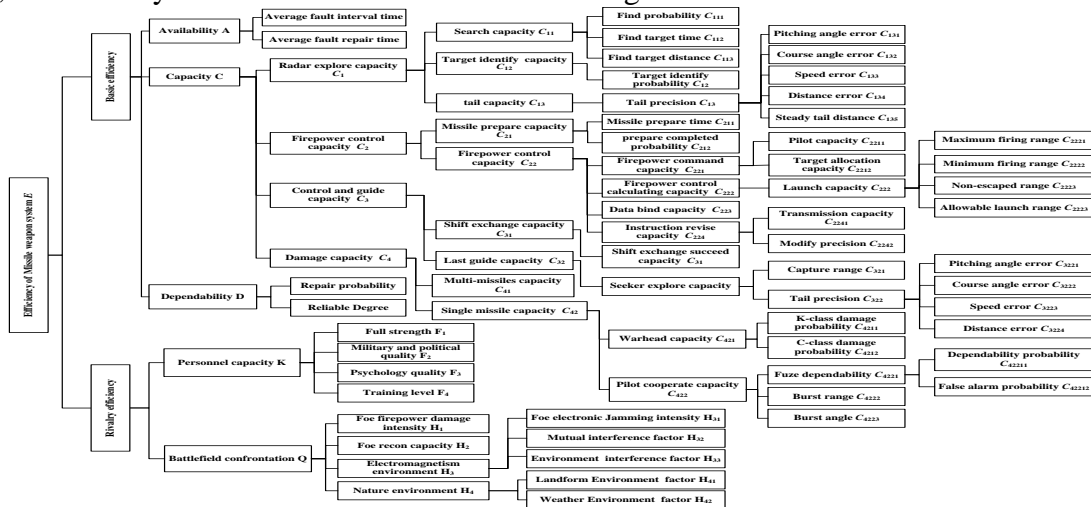 Efficiency of Missile weapon system E
Basic efficiency
Rivalry efficiency
Availability A
Average fault interval time
Average fault repair time
Capacity C
Radar explore capacity
C1
Search capacity C11
Find probability C111
Find target time C112
Find target distance C113
Target identify capacity
C12
Target identify
probability C12
tail capacity C13
Tail precision C13
Pitching angle error C131
Course angle error C132
Speed error C133
Distance error C134
Steady tail distance C135
Firepower control
capacity C2
Missile prepare capacity
C21
Missile prepare time C211
prepare completed
probability C212
Firepower control
capacity C22
Firepower command
capacity C221
Pilot capacity C2211
Target allocation
capacity C2212
Firepower control
calculating capacity C222
Launch capacity C222
Maximum firing range C2221
Minimum firing range C2222
Non-escaped range C2223
Allowable launch range C2223
Data bind capacity C223
Instruction revise
capacity C224
Transmission capacity
C2241
Modify precision C2242
Control and guide
capacity C3
Shift exchange capacity
C31
Shift exchange succeed
capacity C31
Last guide capacity C32
Seeker explore capacity
Capture range C321
Tail precision C322
Pitching angle error C3221
Course angle error C3222
Speed error C3223
Distance error C3224
Damage capacity C4
Multi-missiles capacity
C41
Single missile capacity C42
Warhead capacity C421
K-class damage
probability C4211
C-class damage
probability C4212
Pilot cooperate capacity
C422
Fuze dependability C4221
Dependability probability
C42211
False alarm probability C42212
Burst range C4222
Burst angle C4223
Dependability D
Repair probability
Reliable Degree
Personnel capacity K
Full strength F1
Military and political
quality F2
Psychology quality F3
Training level F4
Battlefield confrontation Q
Foe firepower damage
intensity H1
Foe recon capacity H2
Electromagnetism
environment H3
Foe electronic Jamming intensity H31
Mutual interference factor H32
Environment interference factor H33
Nature environment H4
Landform Environment factor H41
Weather Environment factor H42